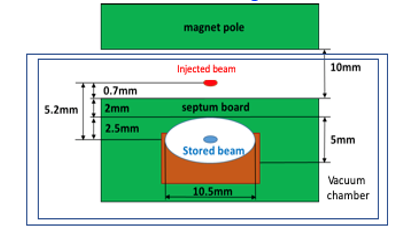 magnet pole
Injected beam
10mm
0.7mm
5.2mm
2mm
septum board
2.5mm
5mm
Stored beam
Vacuum
chamber
10.5mm